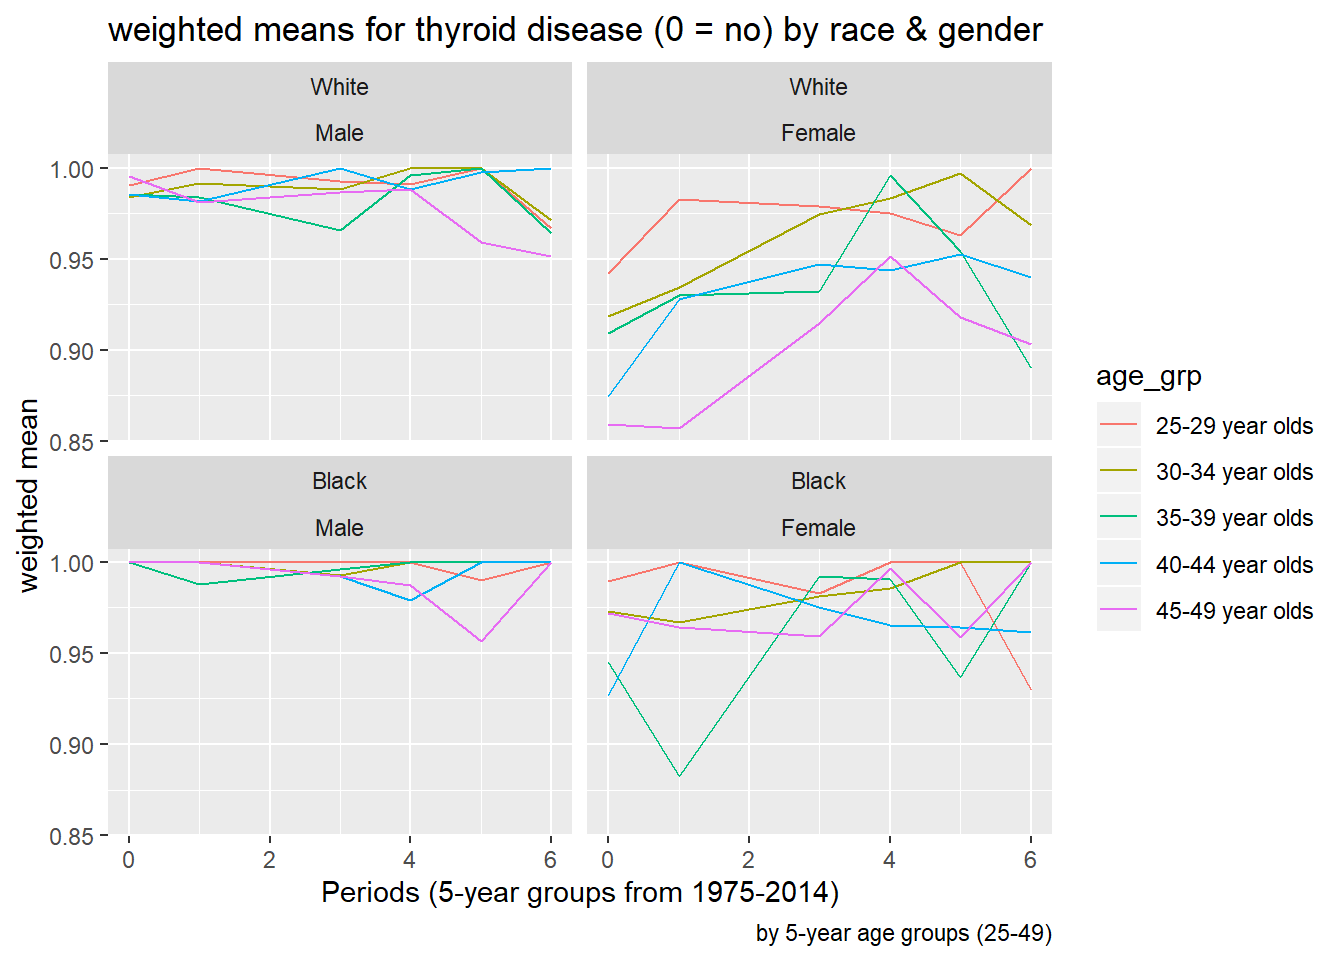 weighted means for thyroid disease (0 = no) by race & gender
White
Male
White
Female
1.00
0.95
0.90
0.85
Black
Male
Black
Female
1.00
0.95
0.90
0.85
0 2 4 6
0 2 4 6
weighted mean
Periods (5-year groups from 1975-2014)
by 5-year age groups (25-49)
age_grp
25-29 year olds
30-34 year olds
35-39 year olds
40-44 year olds
45-49 year olds